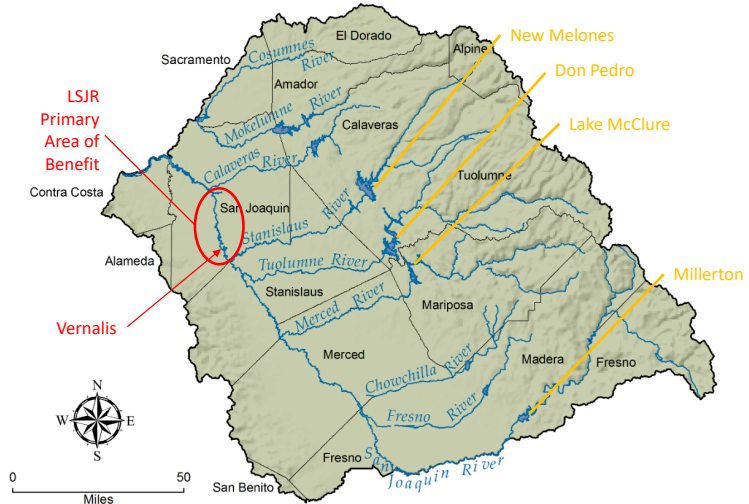 El Dorado
New Melones
Alpine
Sacramento
Cosumnes
River
Don Pedro
LSJR
Primary
Area of
Benefit
Amador
Mokelumne River
Calaveras
Lake McClure
Calaveras
River
Tuolumne
Contra Costa
San Joaquin
Stanislaus River
Alameda
Tuolumne River
Millerton
Stanislaus
Merced River
Mariposa
Vernalis
Merced
Madera
Fresno
Chowchilla River
Fresno River
N
W E
S
Fresno
San Joaquin River
0 50
Miles
San Benito